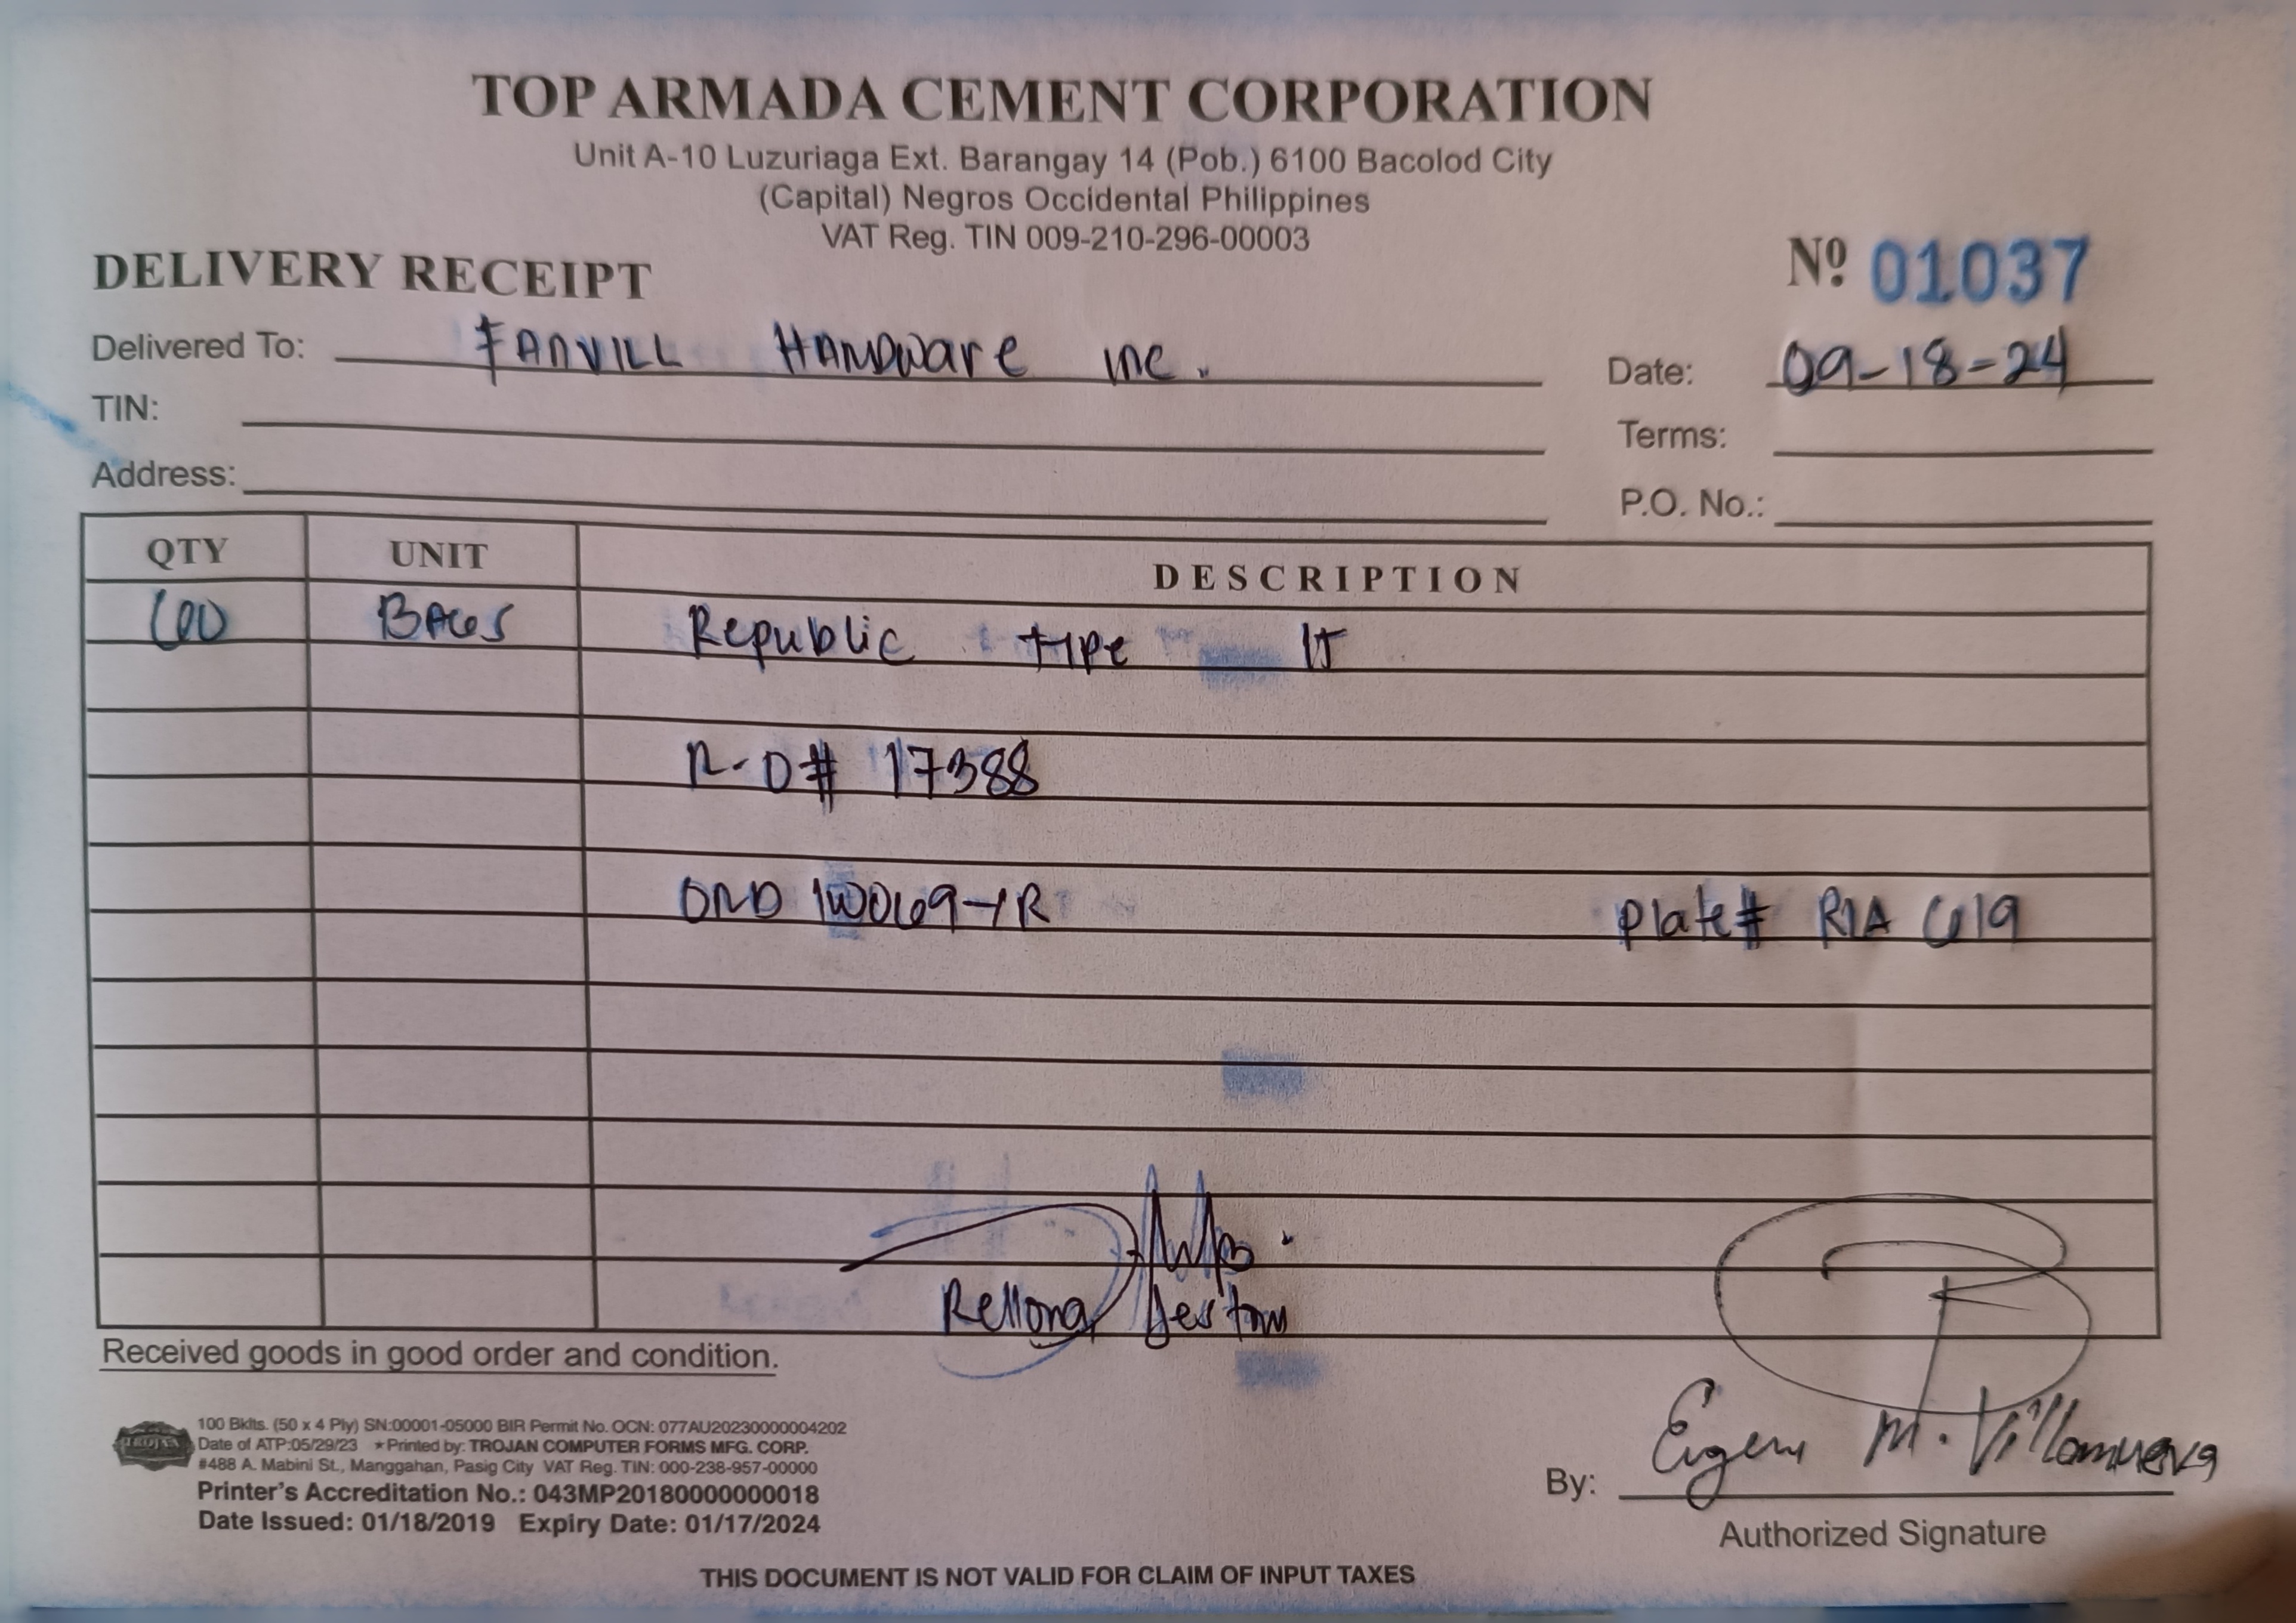 TOP ARMADA CEMENT CORPORATION
Unit A-10 Luzuriaga Ext. Barangay 14 (Pob.) 6100 Bacolod City
(Capital) Negros Occidental Philippines
VAT Reg. TIN 009-210-296-00003
DELIVERY RECEIPT
Nº 01037
Delivered To: FANVILL HARDware inc.
Date: 09-18-24
TIN:
Terms:
Address:
P.O. No.:
QTY UNIT DESCRIPTION
600 BAGS Republic type
R-O# 17388
Plate# RIA 619
Rellona
Received goods in good order and condition.
TROJAN
100 Bklts. (50 x 4 Ply) SN:00001-05000 BIR Permit No. OCN: 077AU20230000004202
Date of ATP:05/29/23 ★Printed by: TROJAN COMPUTER FORMS MFG. CORP.
#488 A. Mabini St., Manggahan, Pasig City VAT Reg. TIN: 000-238-957-00000
Printer's Accreditation No.: 043MP20180000000018
Date Issued: 01/18/2019 Expiry Date: 01/17/2024
By: Eugene M. Villanueva
Authorized Signature
THIS DOCUMENT IS NOT VALID FOR CLAIM OF INPUT TAXES